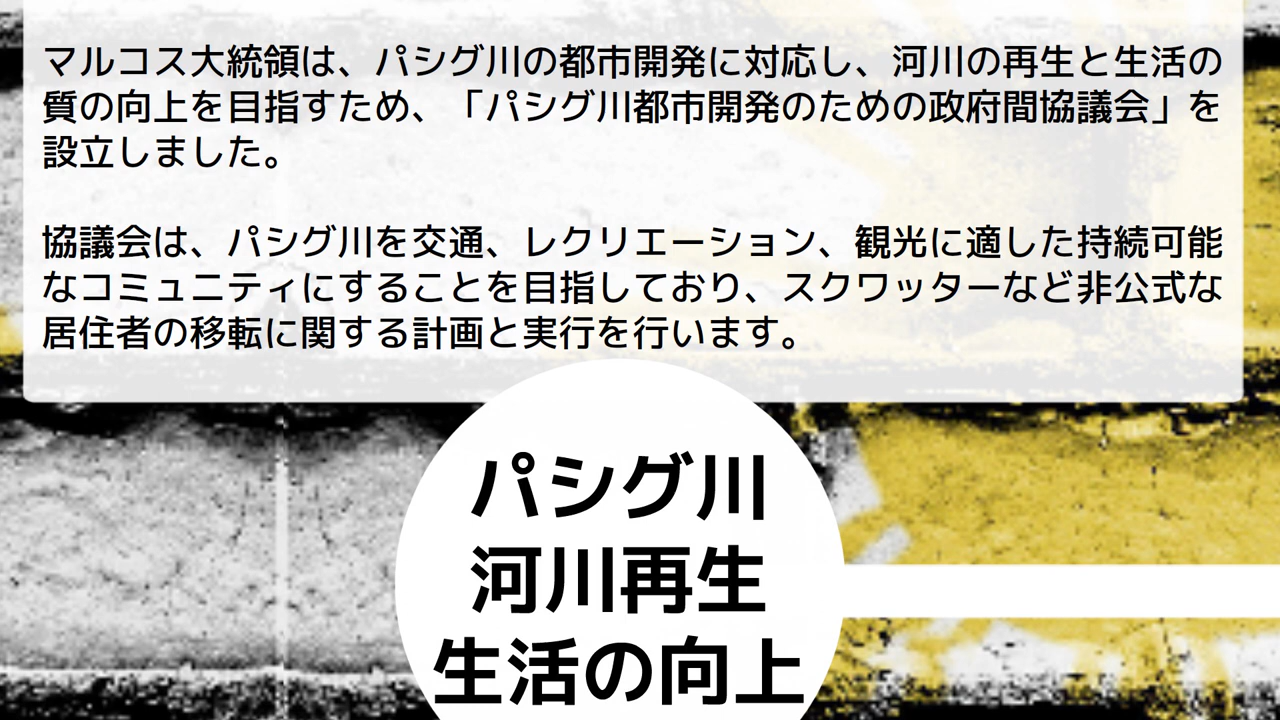 マルコス大統領は、パシグ川の都市開発に対応し、河川の再生と生活の
質の向上を目指すため、「パシグ川都市開発のための政府間協議会」を
設立しました。
協議会は、パシグ川を交通、レクリエーション、観光に適した持続可能
なコミュニティにすることを目指しており、スクワッターなど非公式な
居住者の移転に関する計画と実行を行います。
パシグ川
河川再生
生活の向上